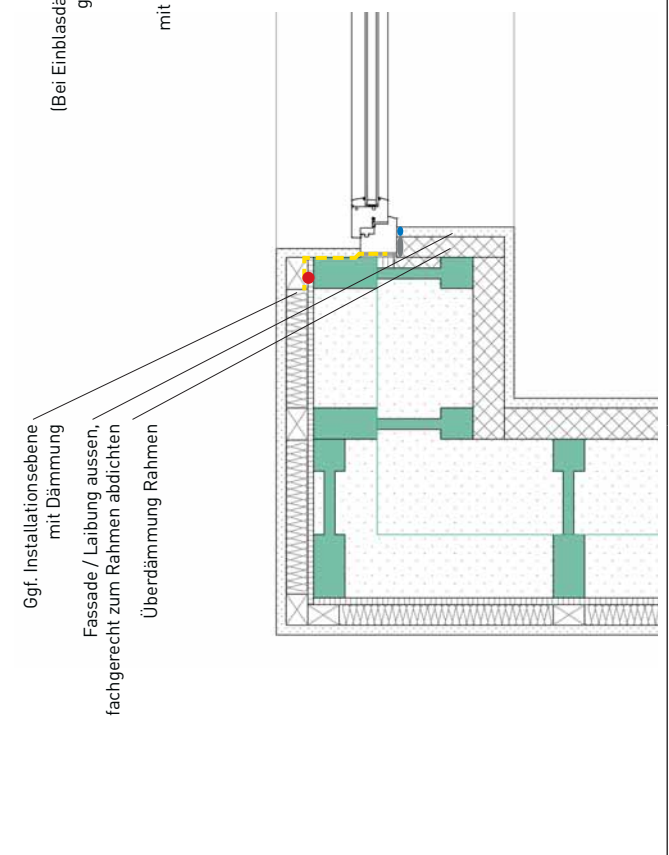 (Bei Einblasdä
g
mit
Ggf. Installationsebene
mit Dämmung
Fassade / Laibung aussen,
fachgerecht zum Rahmen abdichten
Überdämmung Rahmen